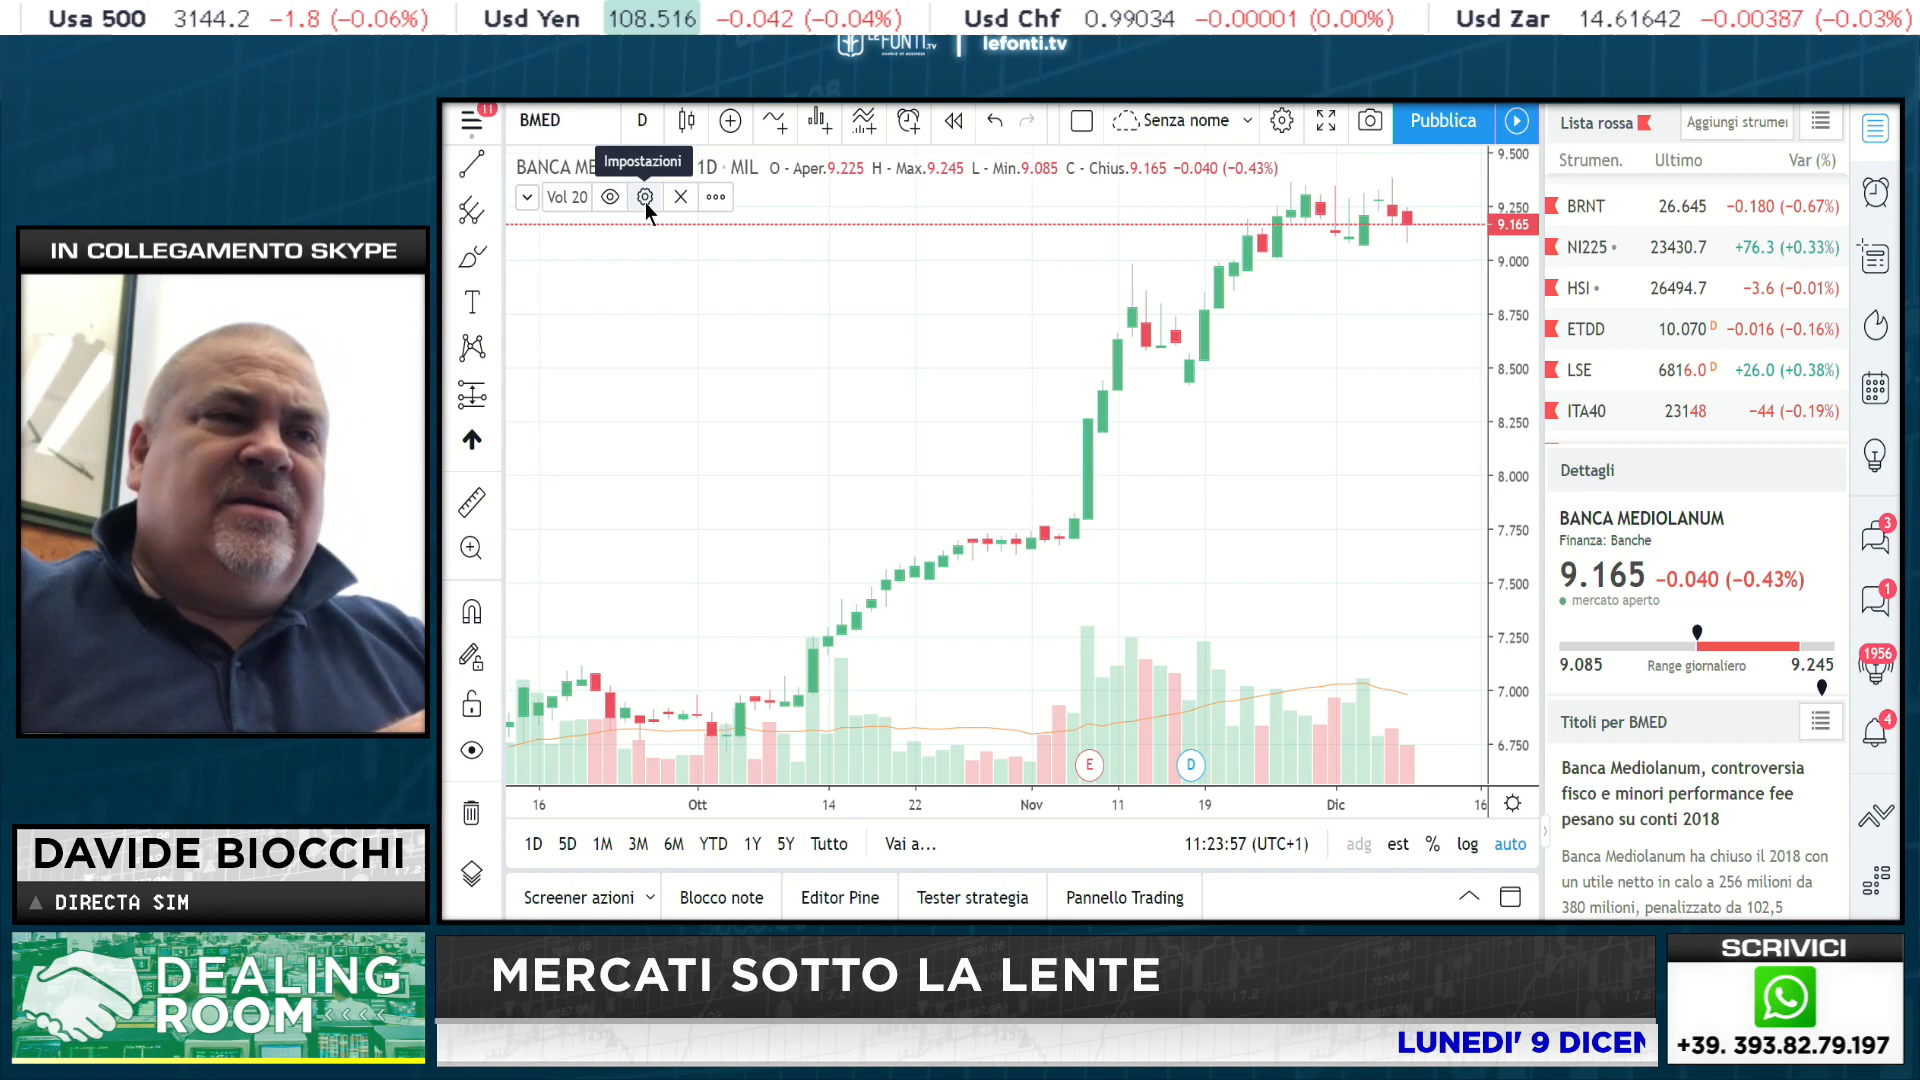 Usa 500 3144.2 −1.8 (−0.06%) Usd Yen 108.516 −0.042 (−0.04%) Usd Chf 0.99034 −0.00001 (0.00%) Usd Zar 14.61642 −0.00387 (−0.03%)
LEFONTI.TV lefonti.tv
IN COLLEGAMENTO SKYPE
11
BMED D Senza nome Pubblica
Impostazioni
BANCA ME 1D · MIL O - Aper.9.225 H - Max.9.245 L - Min.9.085 C - Chius.9.165 −0.040 (−0.43%)
Vol 20
9.500
9.250
9.165
9.000
8.750
8.500
8.250
8.000
7.750
7.500
7.250
7.000
6.750
E D
16 Ott 14 22 Nov 11 19 Dic 16
1D 5D 1M 3M 6M YTD 1Y 5Y Tutto Vai a... 11:23:57 (UTC+1) adg est % log auto
Screener azioni Blocco note Editor Pine Tester strategia Pannello Trading
Lista rossa Aggiungi strumen
Strumen. Ultimo Var (%)
BRNT 26.645 −0.180 (−0.67%)
NI225 23430.7 +76.3 (+0.33%)
HSI 26494.7 −3.6 (−0.01%)
ETDD 10.070 D −0.016 (−0.16%)
LSE 6816.0 D +26.0 (+0.38%)
ITA40 23148 −44 (−0.19%)
Dettagli
BANCA MEDIOLANUM
Finanza: Banche
9.165 −0.040 (−0.43%)
mercato aperto
9.085 Range giornaliero 9.245
Titoli per BMED
Banca Mediolanum, controversia
fisco e minori performance fee
pesano su conti 2018
Banca Mediolanum ha chiuso il 2018 con
un utile netto in calo a 256 milioni da
380 milioni, penalizzato da 102,5
3
1
1956
4
DAVIDE BIOCCHI
DIRECTA SIM
DEALING
ROOM
MERCATI SOTTO LA LENTE
LUNEDI' 9 DICEN
SCRIVICI
+39. 393.82.79.197